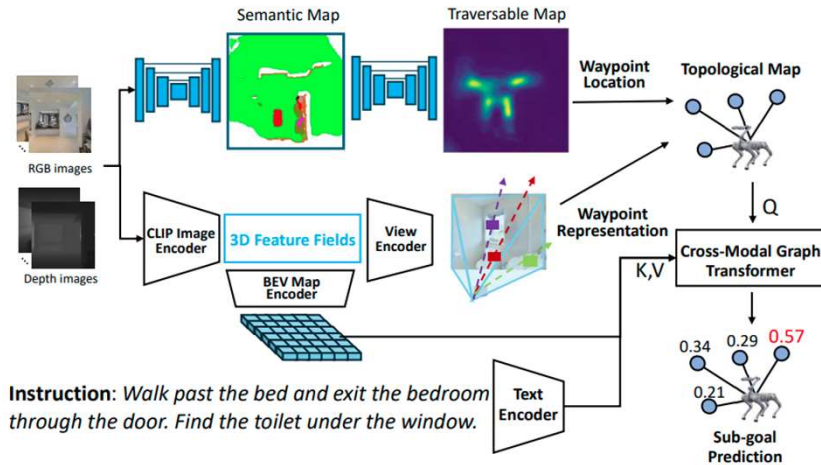 Semantic Map
Traversable Map
Waypoint
Location
Topological Map
RGB images
Depth images
CLIP Image
Encoder
3D Feature Fields
View
Encoder
BEV Map
Encoder
Waypoint
Representation
Q
K,V
Cross-Modal Graph
Transformer
0.34
0.29
0.57
0.21
Sub-goal
Prediction
Instruction: Walk past the bed and exit the bedroom
through the door. Find the toilet under the window.
Text
Encoder